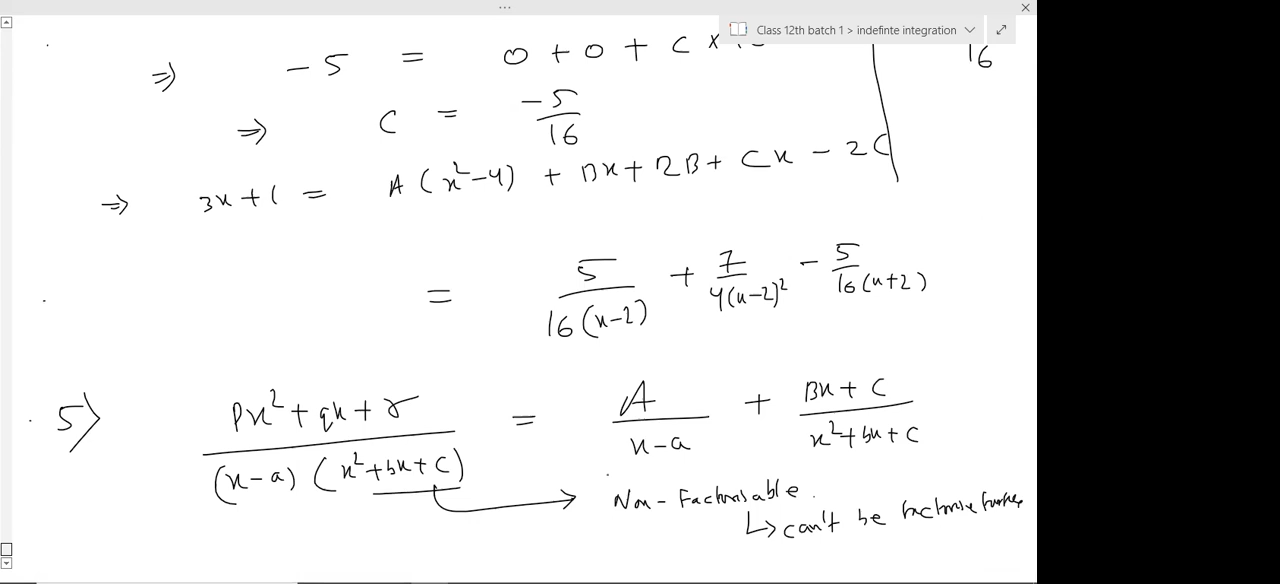 Class 12th batch 1 > indefinte integration
⇒ -5 = 0 + 0 + C ×
16
⇒ C = -5/16
⇒ 3x+1 = A(x²-4) + Bx + 2B + Cx - 2C
= 5/16(x-2) + 7/4(x-2)² - 5/16(x+2)
5) px²+qx+r/(x-a)(x²+bx+c) = A/x-a + Bx+C/x²+bx+c
Non-Factorisable
↳ can't be factorise further